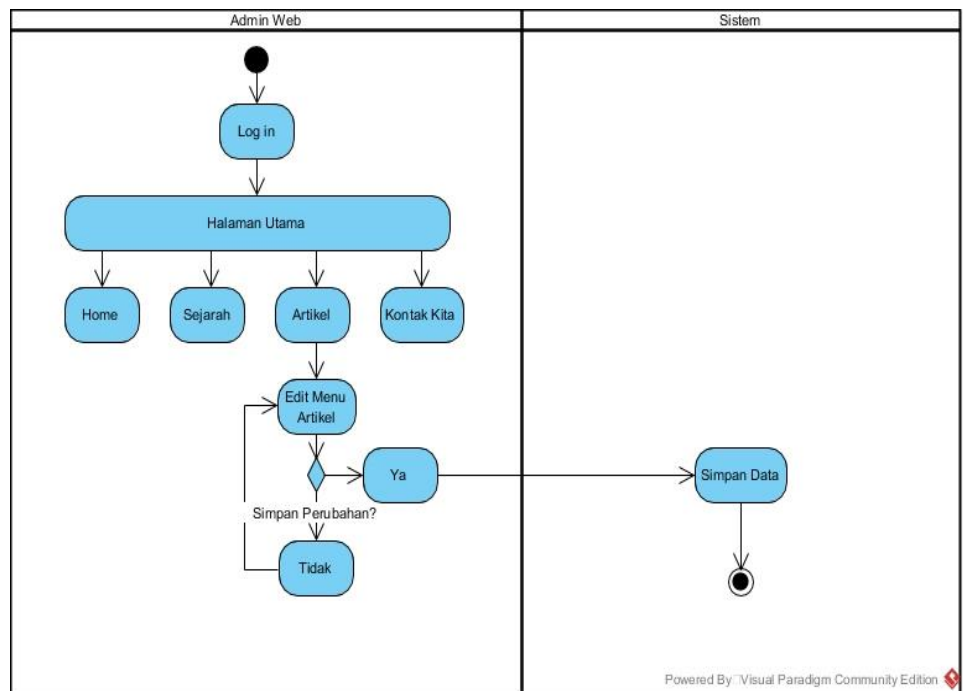 Admin Web
Sistem
Log in
Halaman Utama
Home
Sejarah
Artikel
Kontak Kita
Edit Menu
Artikel
Ya
Simpan Data
Simpan Perubahan?
Tidak
Powered By Visual Paradigm Community Edition